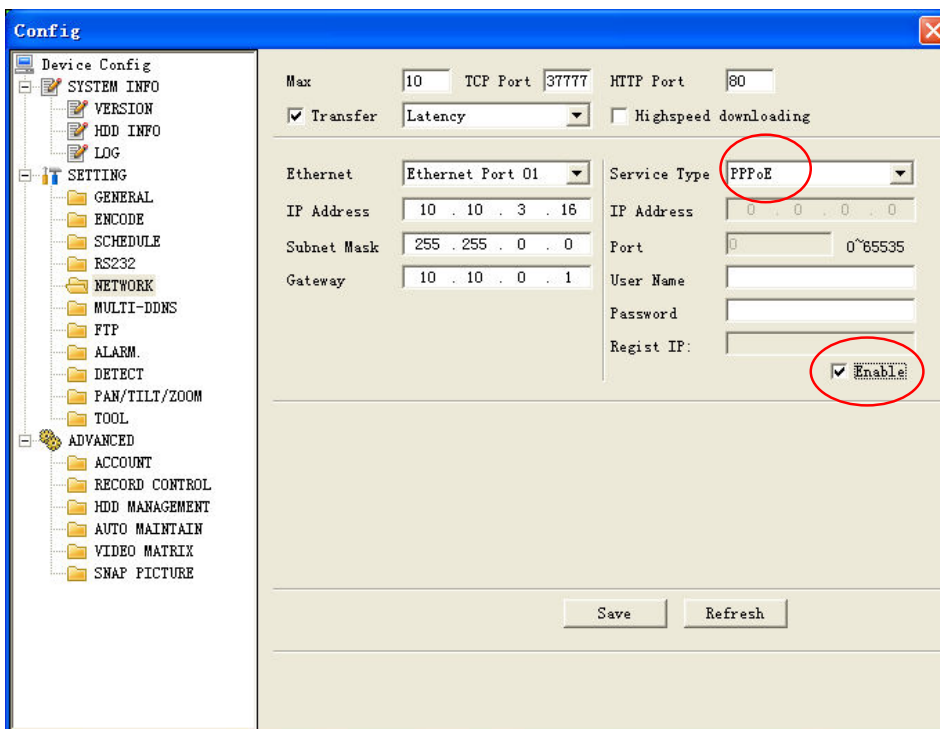 Config
Device Config
SYSTEM INFO
VERSION
HDD INFO
LOG
SETTING
GENERAL
ENCODE
SCHEDULE
RS232
NETWORK
MULTI-DDNS
FTP
ALARM.
DETECT
PAN/TILT/ZOOM
TOOL
ADVANCED
ACCOUNT
RECORD CONTROL
HDD MANAGEMENT
AUTO MAINTAIN
VIDEO MATRIX
SNAP PICTURE
Max 10 TCP Port 37777 HTTP Port 80
Transfer Latency Highspeed downloading
Ethernet Ethernet Port 01
IP Address 10 . 10 . 3 . 16
Subnet Mask 255 . 255 . 0 . 0
Gateway 10 . 10 . 0 . 1
Service Type PPPoE
IP Address 0 . 0 . 0 . 0
Port 0 0~65535
User Name
Password
Regist IP:
Enable
Save Refresh